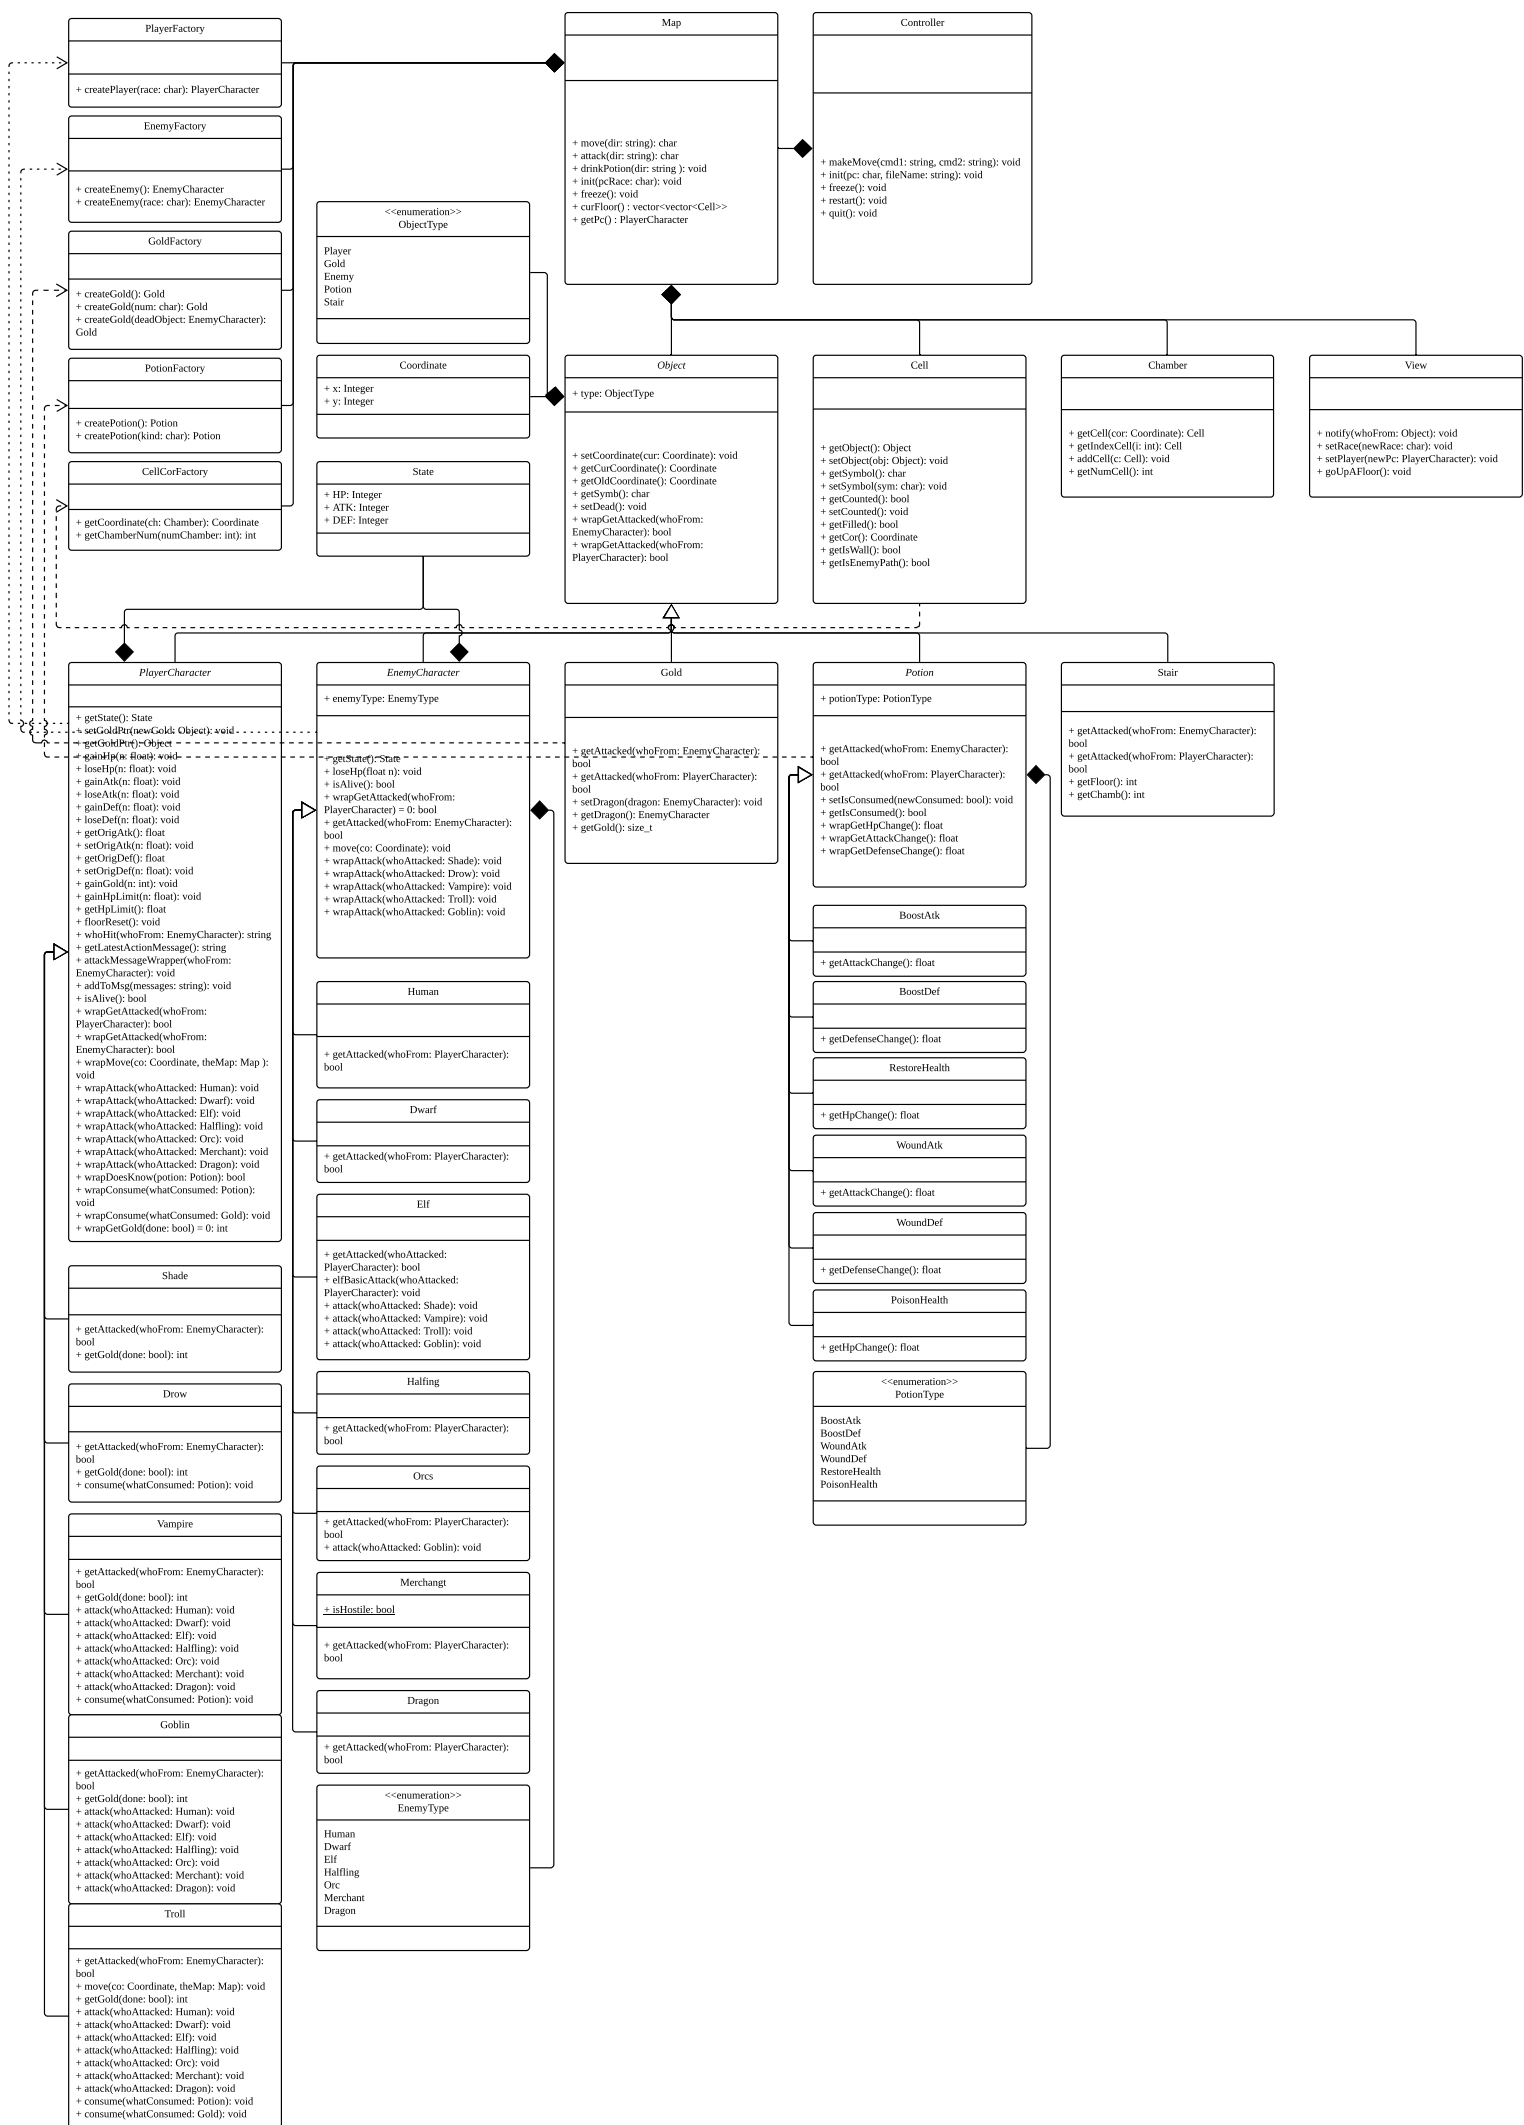 PlayerFactory
+ createPlayer(race: char): PlayerCharacter
EnemyFactory
+ createEnemy(): EnemyCharacter
+ createEnemy(race: char): EnemyCharacter
GoldFactory
+ createGold(): Gold
+ createGold(num: char): Gold
+ createGold(deadObject: EnemyCharacter):
Gold
PotionFactory
+ createPotion(): Potion
+ createPotion(kind: char): Potion
CellCorFactory
+ getCoordinate(ch: Chamber): Coordinate
+ getChamberNum(numChamber: int): int
<<enumeration>>
ObjectType
Player
Gold
Enemy
Potion
Stair
Coordinate
+ x: Integer
+ y: Integer
State
+ HP: Integer
+ ATK: Integer
+ DEF: Integer
Map
+ move(dir: string): char
+ attack(dir: string): char
+ drinkPotion(dir: string ): void
+ init(pcRace: char): void
+ freeze(): void
+ curFloor() : vector<vector<Cell>>
+ getPc() : PlayerCharacter
Controller
+ makeMove(cmd1: string, cmd2: string): void
+ init(pc: char, fileName: string): void
+ freeze(): void
+ restart(): void
+ quit(): void
Object
+ type: ObjectType
+ setCoordinate(cur: Coordinate): void
+ getCurCoordinate(): Coordinate
+ getOldCoordinate(): Coordinate
+ getSymb(): char
+ setDead(): void
+ wrapGetAttacked(whoFrom:
EnemyCharacter): bool
+ wrapGetAttacked(whoFrom:
PlayerCharacter): bool
Cell
+ getObject(): Object
+ setObject(obj: Object): void
+ getSymbol(): char
+ setSymbol(sym: char): void
+ getCounted(): bool
+ setCounted(): void
+ getFilled(): bool
+ getCor(): Coordinate
+ getIsWall(): bool
+ getIsEnemyPath(): bool
Chamber
+ getCell(cor: Coordinate): Cell
+ getIndexCell(i: int): Cell
+ addCell(c: Cell): void
+ getNumCell(): int
View
+ notify(whoFrom: Object): void
+ setRace(newRace: char): void
+ setPlayer(newPc: PlayerCharacter): void
+ goUpAFloor(): void
PlayerCharacter
+ getState(): State
+ setGoldPtr(newGold: Object): void
+ getGoldPtr(): Object
+ gainHp(n: float): void
+ loseHp(n: float): void
+ gainAtk(n: float): void
+ loseAtk(n: float): void
+ gainDef(n: float): void
+ loseDef(n: float): void
+ getOrigAtk(): float
+ setOrigAtk(n: float): void
+ getOrigDef(): float
+ setOrigDef(n: float): void
+ gainGold(n: int): void
+ gainHpLimit(n: float): void
+ getHpLimit(): float
+ floorReset(): void
+ whoHit(whoFrom: EnemyCharacter): string
+ getLatestActionMessage(): string
+ attackMessageWrapper(whoFrom:
EnemyCharacter): void
+ addToMsg(messages: string): void
+ isAlive(): bool
+ wrapGetAttacked(whoFrom:
PlayerCharacter): bool
+ wrapGetAttacked(whoFrom:
EnemyCharacter): bool
+ wrapMove(co: Coordinate, theMap: Map ):
void
+ wrapAttack(whoAttacked: Human): void
+ wrapAttack(whoAttacked: Dwarf): void
+ wrapAttack(whoAttacked: Elf): void
+ wrapAttack(whoAttacked: Halfling): void
+ wrapAttack(whoAttacked: Orc): void
+ wrapAttack(whoAttacked: Merchant): void
+ wrapAttack(whoAttacked: Dragon): void
+ wrapDoesKnow(potion: Potion): bool
+ wrapConsume(whatConsumed: Potion):
void
+ wrapConsume(whatConsumed: Gold): void
+ wrapGetGold(done: bool) = 0: int
Shade
+ getAttacked(whoFrom: EnemyCharacter):
bool
+ getGold(done: bool): int
Drow
+ getAttacked(whoFrom: EnemyCharacter):
bool
+ getGold(done: bool): int
+ consume(whatConsumed: Potion): void
Vampire
+ getAttacked(whoFrom: EnemyCharacter):
bool
+ getGold(done: bool): int
+ attack(whoAttacked: Human): void
+ attack(whoAttacked: Dwarf): void
+ attack(whoAttacked: Elf): void
+ attack(whoAttacked: Halfling): void
+ attack(whoAttacked: Orc): void
+ attack(whoAttacked: Merchant): void
+ attack(whoAttacked: Dragon): void
+ consume(whatConsumed: Potion): void
Goblin
+ getAttacked(whoFrom: EnemyCharacter):
bool
+ getGold(done: bool): int
+ attack(whoAttacked: Human): void
+ attack(whoAttacked: Dwarf): void
+ attack(whoAttacked: Elf): void
+ attack(whoAttacked: Halfling): void
+ attack(whoAttacked: Orc): void
+ attack(whoAttacked: Merchant): void
+ attack(whoAttacked: Dragon): void
Troll
+ getAttacked(whoFrom: EnemyCharacter):
bool
+ move(co: Coordinate, theMap: Map): void
+ getGold(done: bool): int
+ attack(whoAttacked: Human): void
+ attack(whoAttacked: Dwarf): void
+ attack(whoAttacked: Elf): void
+ attack(whoAttacked: Halfling): void
+ attack(whoAttacked: Orc): void
+ attack(whoAttacked: Merchant): void
+ attack(whoAttacked: Dragon): void
+ consume(whatConsumed: Potion): void
+ consume(whatConsumed: Gold): void
EnemyCharacter
+ enemyType: EnemyType
+ getState(): State
+ loseHp(float n): void
+ isAlive(): bool
+ wrapGetAttacked(whoFrom:
PlayerCharacter) = 0: bool
+ getAttacked(whoFrom: EnemyCharacter):
bool
+ move(co: Coordinate): void
+ wrapAttack(whoAttacked: Shade): void
+ wrapAttack(whoAttacked: Drow): void
+ wrapAttack(whoAttacked: Vampire): void
+ wrapAttack(whoAttacked: Troll): void
+ wrapAttack(whoAttacked: Goblin): void
Human
+ getAttacked(whoFrom: PlayerCharacter):
bool
Dwarf
+ getAttacked(whoFrom: PlayerCharacter):
bool
Elf
+ getAttacked(whoAttacked:
PlayerCharacter): bool
+ elfBasicAttack(whoAttacked:
PlayerCharacter): void
+ attack(whoAttacked: Shade): void
+ attack(whoAttacked: Vampire): void
+ attack(whoAttacked: Troll): void
+ attack(whoAttacked: Goblin): void
Halfing
+ getAttacked(whoFrom: PlayerCharacter):
bool
Orcs
+ getAttacked(whoFrom: PlayerCharacter):
bool
+ attack(whoAttacked: Goblin): void
Merchangt
+ isHostile: bool
+ getAttacked(whoFrom: PlayerCharacter):
bool
Dragon
+ getAttacked(whoFrom: PlayerCharacter):
bool
<<enumeration>>
EnemyType
Human
Dwarf
Elf
Halfling
Orc
Merchant
Dragon
Gold
+ getAttacked(whoFrom: EnemyCharacter):
bool
+ getAttacked(whoFrom: PlayerCharacter):
bool
+ setDragon(dragon: EnemyCharacter): void
+ getDragon(): EnemyCharacter
+ getGold(): size_t
Potion
+ potionType: PotionType
+ getAttacked(whoFrom: EnemyCharacter):
bool
+ getAttacked(whoFrom: PlayerCharacter):
bool
+ setIsConsumed(newConsumed: bool): void
+ getIsConsumed(): bool
+ wrapGetHpChange(): float
+ wrapGetAttackChange(): float
+ wrapGetDefenseChange(): float
BoostAtk
+ getAttackChange(): float
BoostDef
+ getDefenseChange(): float
RestoreHealth
+ getHpChange(): float
WoundAtk
+ getAttackChange(): float
WoundDef
+ getDefenseChange(): float
PoisonHealth
+ getHpChange(): float
<<enumeration>>
PotionType
BoostAtk
BoostDef
WoundAtk
WoundDef
RestoreHealth
PoisonHealth
Stair
+ getAttacked(whoFrom: EnemyCharacter):
bool
+ getAttacked(whoFrom: PlayerCharacter):
bool
+ getFloor(): int
+ getChamb(): int